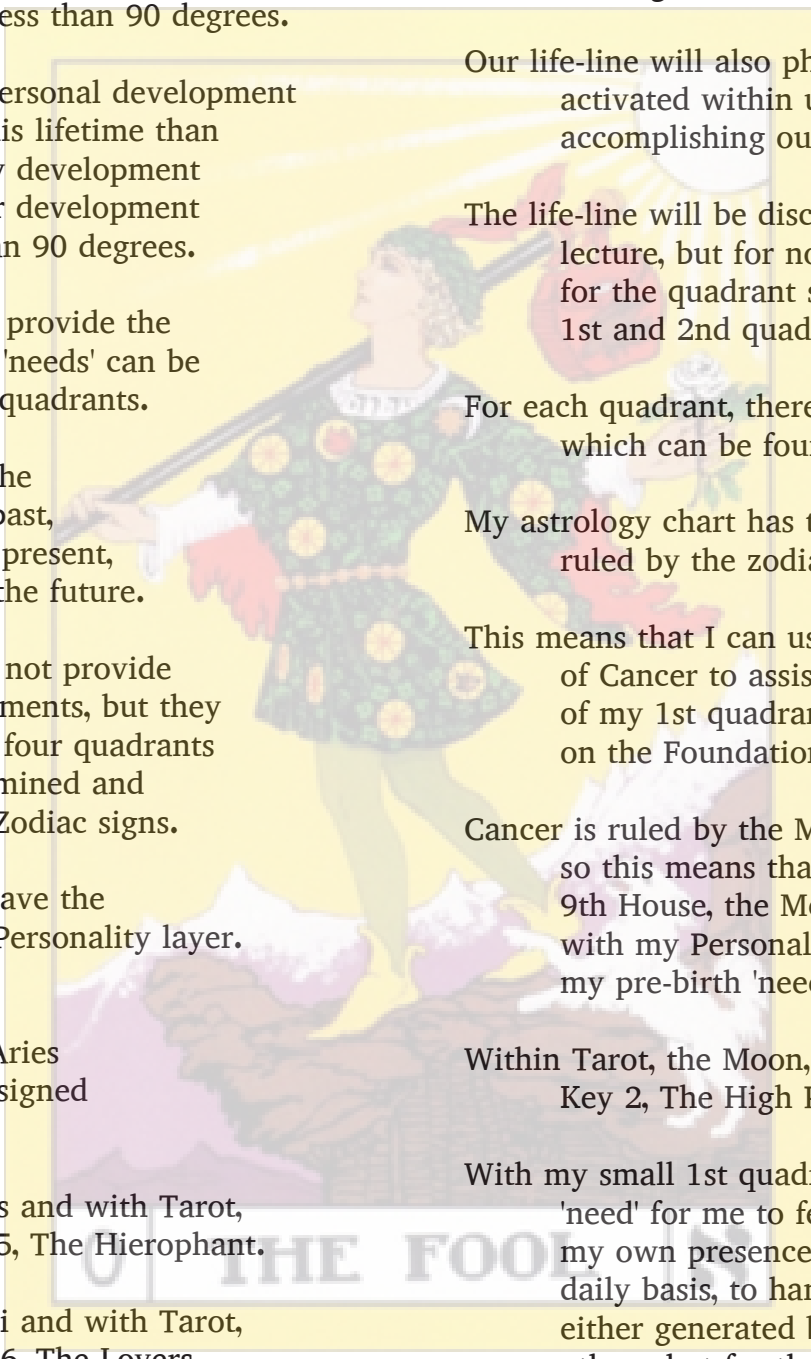 ess than 90 degrees.
ersonal development
is lifetime than
development
development
n 90 degrees.
provide the
'needs' can be
quadrants.
he
past,
present,
the future.
not provide
ments, but they
four quadrants
mined and
Zodiac signs.
ave the
Personality layer.
Aries
signed
s and with Tarot,
5, The Hierophant.
i and with Tarot,
6, The Lovers
Our life-line will also ph
activated within u
accomplishing ou
The life-line will be disc
lecture, but for no
for the quadrant s
1st and 2nd quad
For each quadrant, there
which can be fou
My astrology chart has t
ruled by the zodia
This means that I can us
of Cancer to assis
of my 1st quadra
on the Foundation
Cancer is ruled by the M
so this means tha
9th House, the Mo
with my Personal
my pre-birth 'need
Within Tarot, the Moon,
Key 2, The High P
With my small 1st quadr
'need' for me to fe
my own presence
daily basis, to han
either generated b
0 THE FOOL א